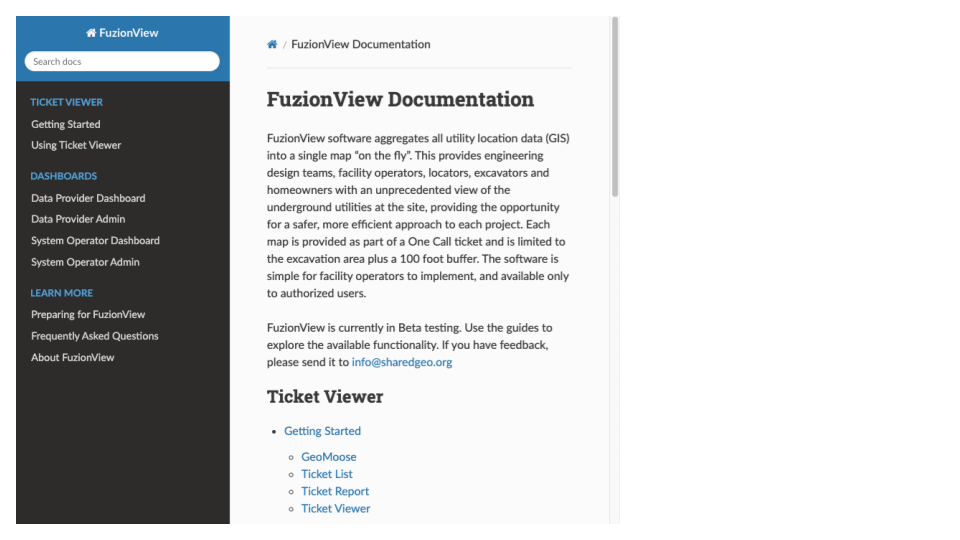 FuzionView
Search docs
TICKET VIEWER
Getting Started
Using Ticket Viewer
DASHBOARDS
Data Provider Dashboard
Data Provider Admin
System Operator Dashboard
System Operator Admin
LEARN MORE
Preparing for FuzionView
Frequently Asked Questions
About FuzionView
/ FuzionView Documentation
FuzionView Documentation
FuzionView software aggregates all utility location data (GIS)
into a single map “on the fly”. This provides engineering
design teams, facility operators, locators, excavators and
homeowners with an unprecedented view of the
underground utilities at the site, providing the opportunity
for a safer, more efficient approach to each project. Each
map is provided as part of a One Call ticket and is limited to
the excavation area plus a 100 foot buffer. The software is
simple for facility operators to implement, and available only
to authorized users.
FuzionView is currently in Beta testing. Use the guides to
explore the available functionality. If you have feedback,
please send it to info@sharedgeo.org
Ticket Viewer
• Getting Started
◦ GeoMoose
◦ Ticket List
◦ Ticket Report
◦ Ticket Viewer